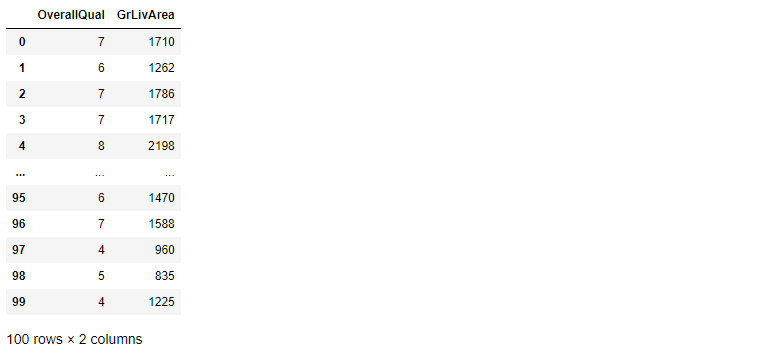 OverallQual GrLivArea
0 7 1710
1 6 1262
2 7 1786
3 7 1717
4 8 2198
... ... ...
95 6 1470
96 7 1588
97 4 960
98 5 835
99 4 1225
100 rows × 2 columns